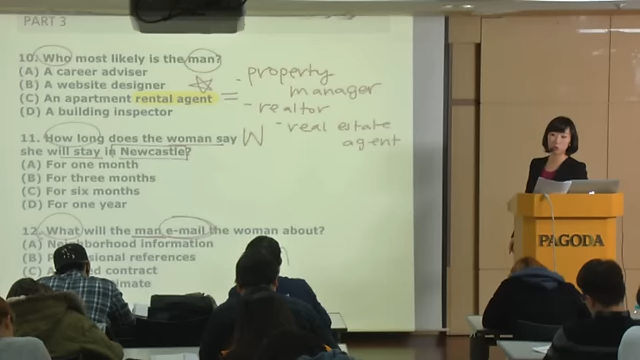 PART 3
10. Who most likely is the man?
(A) A career adviser
(B) A website designer
(C) An apartment rental agent
(D) A building inspector
= - property manager
- realtor
- real estate agent
11. How long does the woman say W
she will stay in Newcastle?
(A) For one month
(B) For three months
(C) For six months
(D) For one year
12. What will the man e-mail the woman about?
(A) Neighborhood information
(B) references
(C) contract
(D)
PAGODA